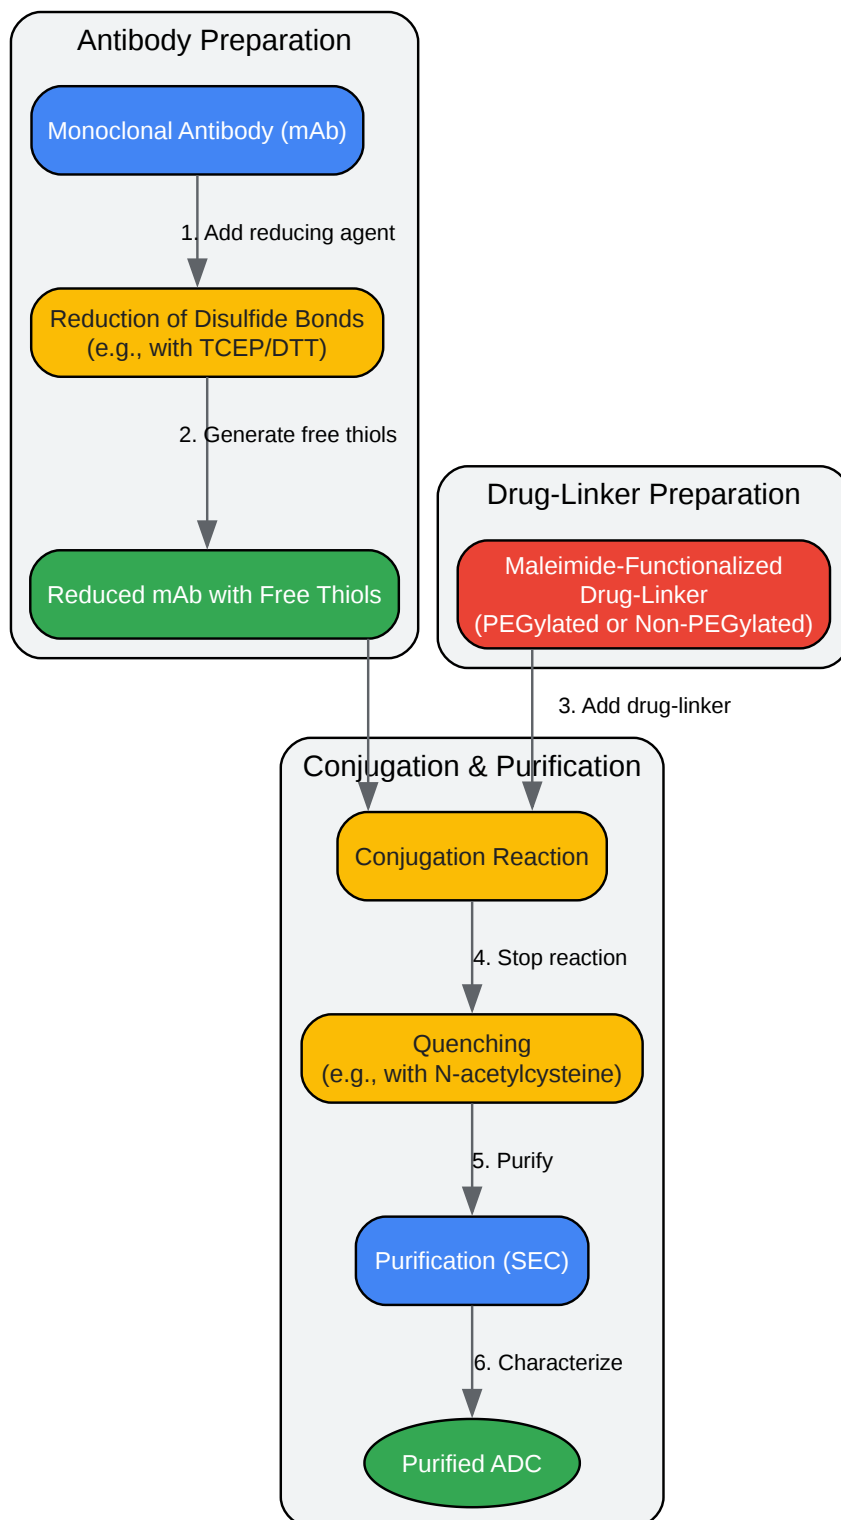 Antibody Preparation
Monoclonal Antibody (mAb)
1. Add reducing agent
Reduction of Disulfide Bonds
(e.g., with TCEP/DTT)
2. Generate free thiols
Reduced mAb with Free Thiols
Drug-Linker Preparation
Maleimide-Functionalized
Drug-Linker
(PEGylated or Non-PEGylated)
3. Add drug-linker
Conjugation & Purification
Conjugation Reaction
4. Stop reaction
Quenching
(e.g., with N-acetylcysteine)
5. Purify
Purification (SEC)
6. Characterize
Purified ADC